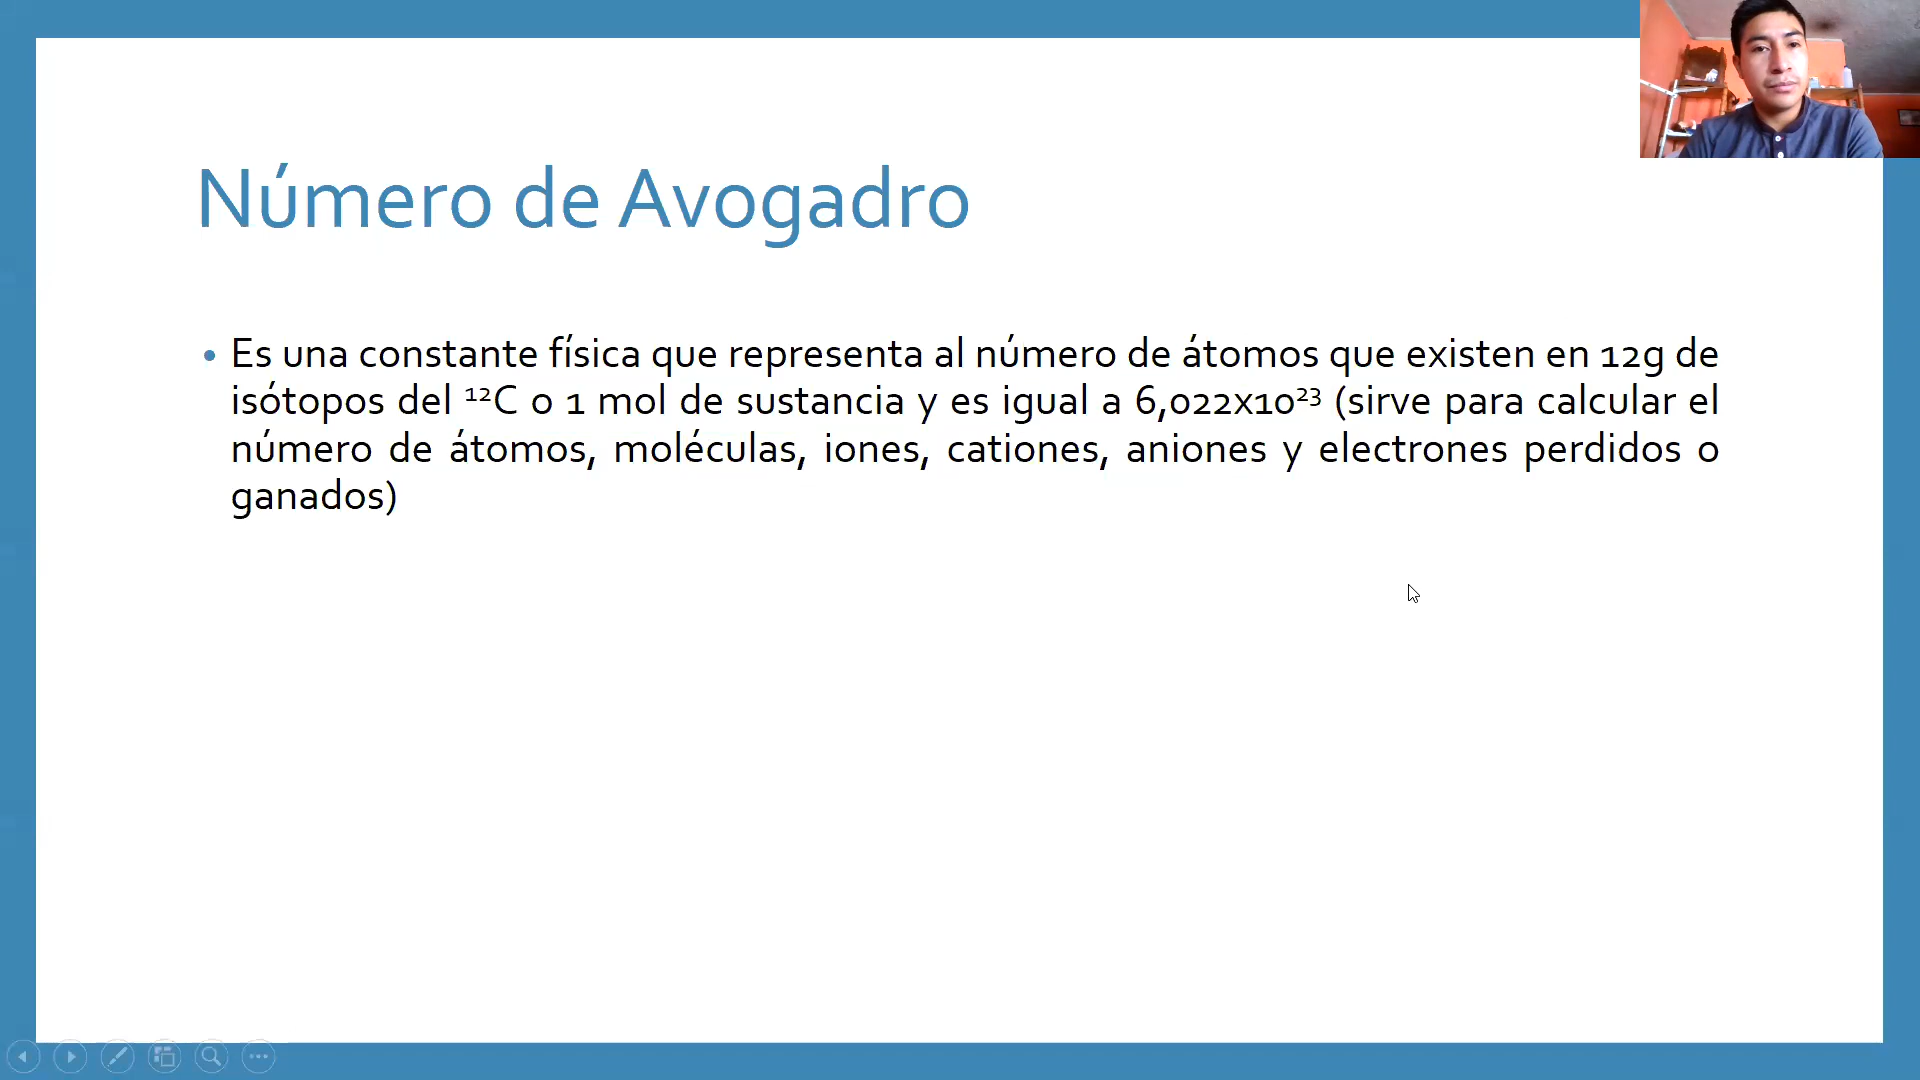 Número de Avogadro
• Es una constante física que representa al número de átomos que existen en 12g de
isótopos del ¹²C o 1 mol de sustancia y es igual a 6,022x10²³ (sirve para calcular el
número de átomos, moléculas, iones, cationes, aniones y electrones perdidos o
ganados)